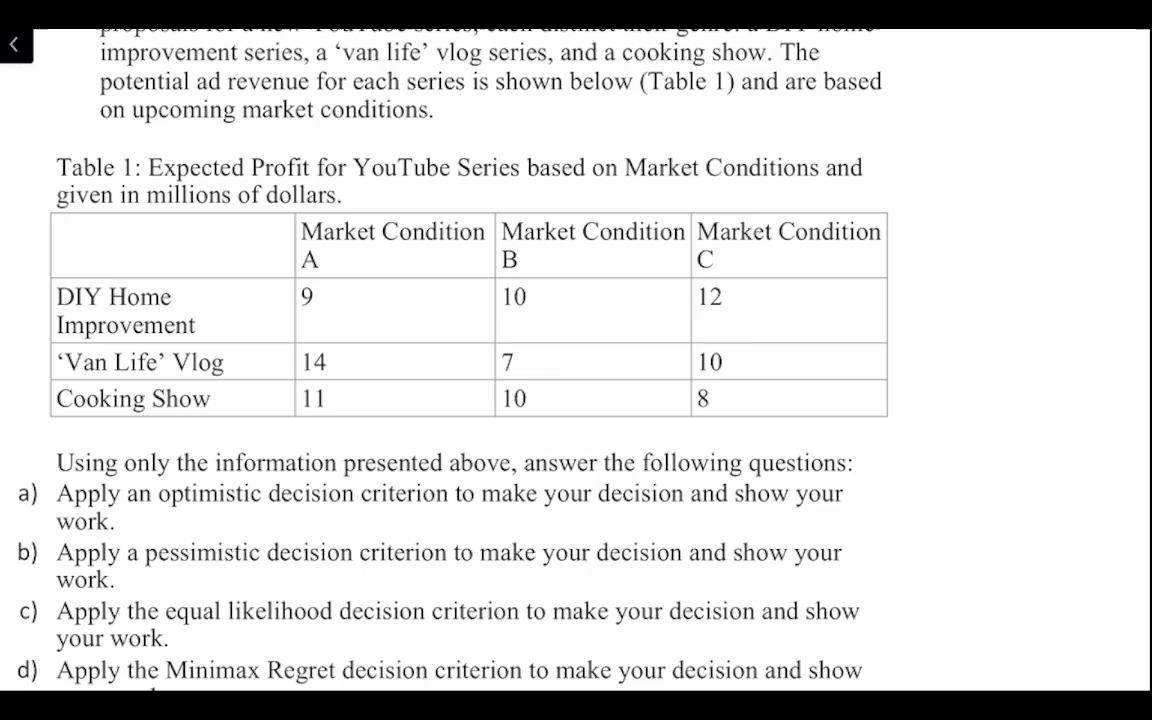 improvement series, a ‘van life’ vlog series, and a cooking show. The
potential ad revenue for each series is shown below (Table 1) and are based
on upcoming market conditions.
Table 1: Expected Profit for YouTube Series based on Market Conditions and
given in millions of dollars.
Market Condition A Market Condition B Market Condition C
DIY Home Improvement 9 10 12
‘Van Life’ Vlog 14 7 10
Cooking Show 11 10 8
Using only the information presented above, answer the following questions:
a) Apply an optimistic decision criterion to make your decision and show your
work.
b) Apply a pessimistic decision criterion to make your decision and show your
work.
c) Apply the equal likelihood decision criterion to make your decision and show
your work.
d) Apply the Minimax Regret decision criterion to make your decision and show